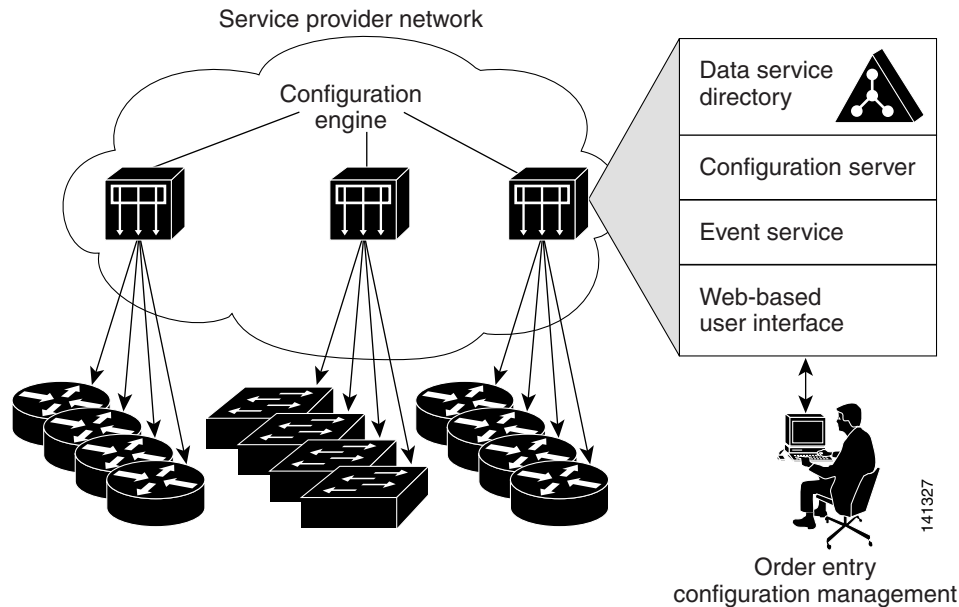 Service provider network
Configuration
engine
Data service
directory
Configuration server
Event service
Web-based
user interface
Order entry
configuration management
141327